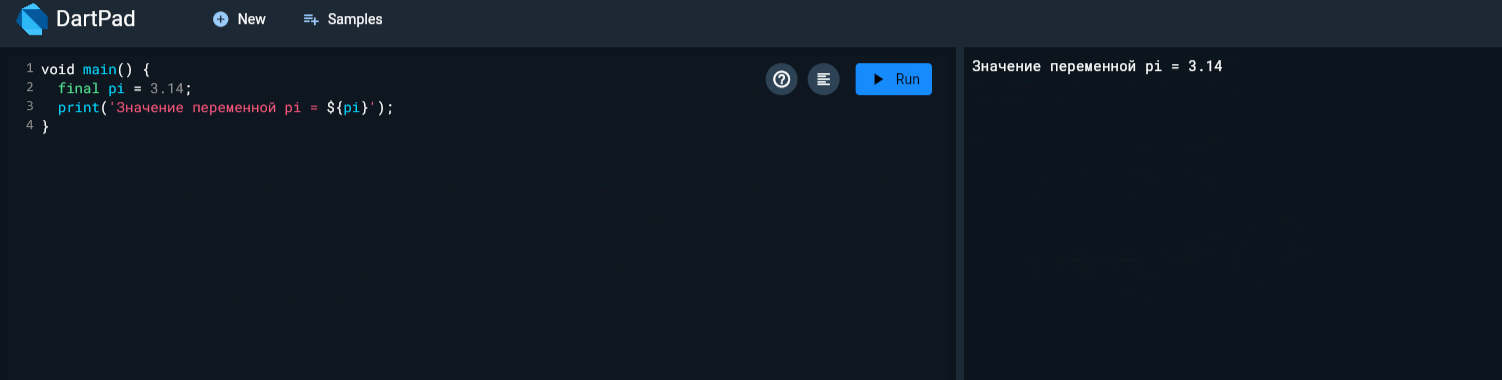 DartPad New Samples
1 void main() {
2 final pi = 3.14;
3 print('Значение переменной pi = ${pi}');
4 }
Run
Значение переменной pi = 3.14